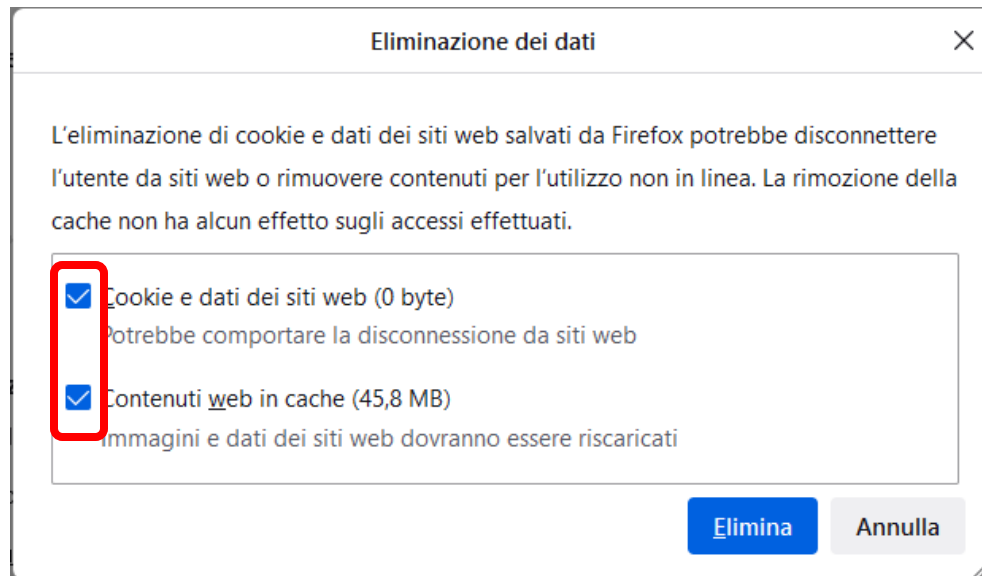 Eliminazione dei dati
L'eliminazione di cookie e dati dei siti web salvati da Firefox potrebbe disconnettere
l'utente da siti web o rimuovere contenuti per l'utilizzo non in linea. La rimozione della
cache non ha alcun effetto sugli accessi effettuati.
Cookie e dati dei siti web (0 byte)
Potrebbe comportare la disconnessione da siti web
Contenuti web in cache (45,8 MB)
Immagini e dati dei siti web dovranno essere riscaricati
Elimina Annulla